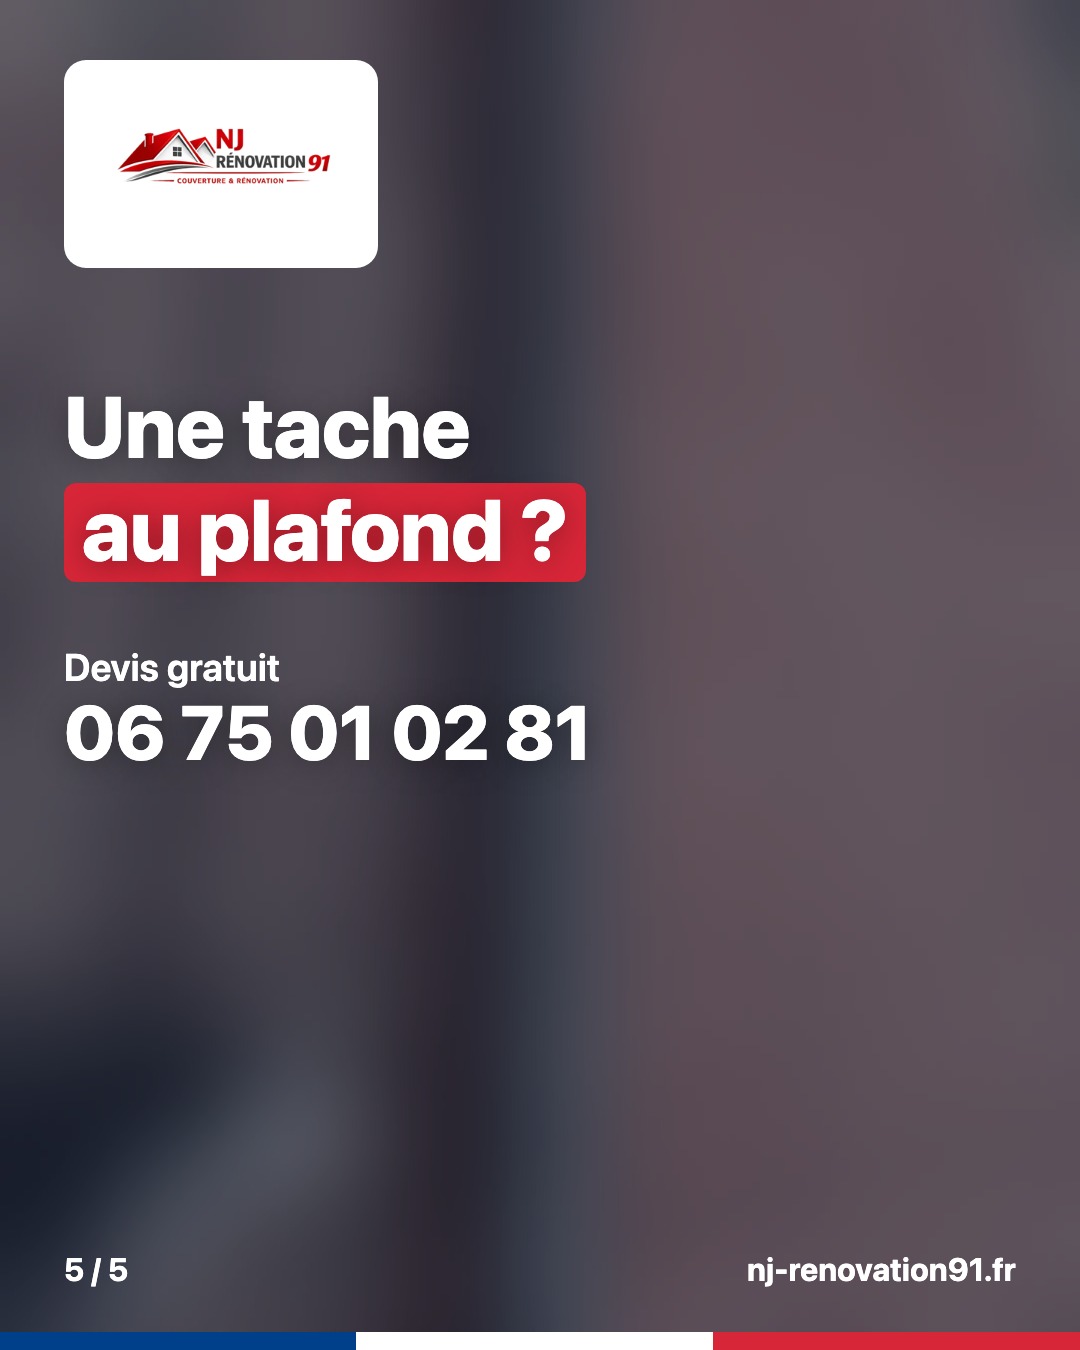 NJ
RÉNOVATION 91
COUVERTURE & RÉNOVATION
Une tache
au plafond ?
Devis gratuit
06 75 01 02 81
5 / 5
nj-renovation91.fr